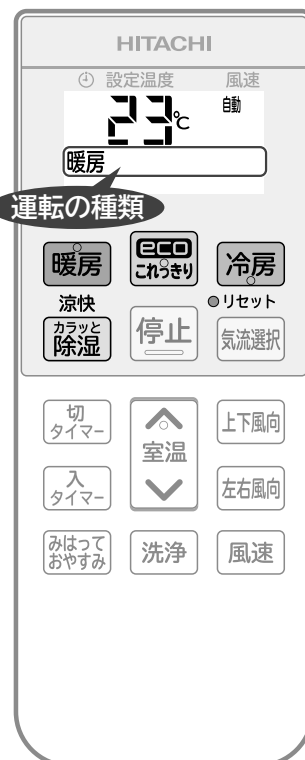 HITACHI
設定温度 風速
23℃ 自動
暖房
運転の種類
暖房
eco
これっきり
冷房
涼快
カラッと
除湿
停止
リセット
気流選択
切
タイマー
室温
上下風向
入
タイマー
左右風向
みはって
おやすみ
洗浄
風速